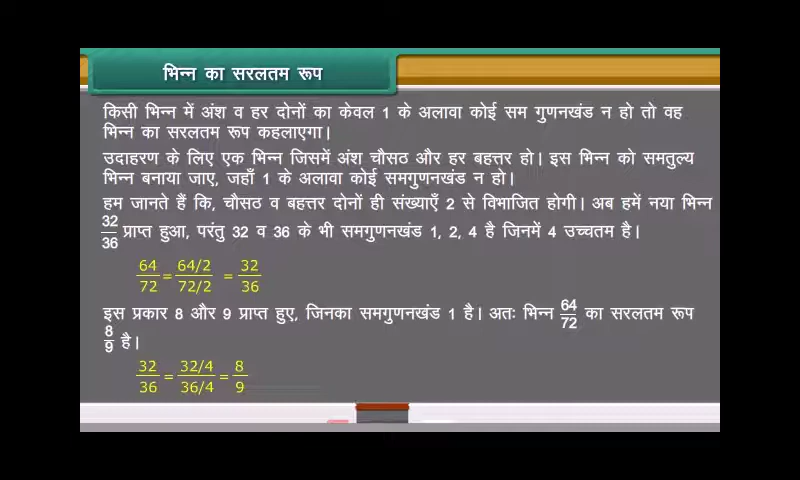 भिन्न का सरलतम रूप
किसी भिन्न में अंश व हर दोनों का केवल 1 के अलावा कोई सम गुणनखंड न हो तो वह
भिन्न का सरलतम रूप कहलाएगा।
उदाहरण के लिए एक भिन्न जिसमें अंश चौसठ और हर बहत्तर हो। इस भिन्न को समतुल्य
भिन्न बनाया जाए, जहाँ 1 के अलावा कोई समगुणनखंड न हो।
हम जानते हैं कि, चौसठ व बहत्तर दोनों ही संख्याएँ 2 से विभाजित होगी। अब हमें नया भिन्न
32/36 प्राप्त हुआ, परंतु 32 व 36 के भी समगुणनखंड 1, 2, 4 है जिनमें 4 उच्चतम है।
64/72 = 64/2/72/2 = 32/36
इस प्रकार 8 और 9 प्राप्त हुए, जिनका समगुणनखंड 1 है। अतः भिन्न 64/72 का सरलतम रूप
8/9 है।
32/36 = 32/4/36/4 = 8/9